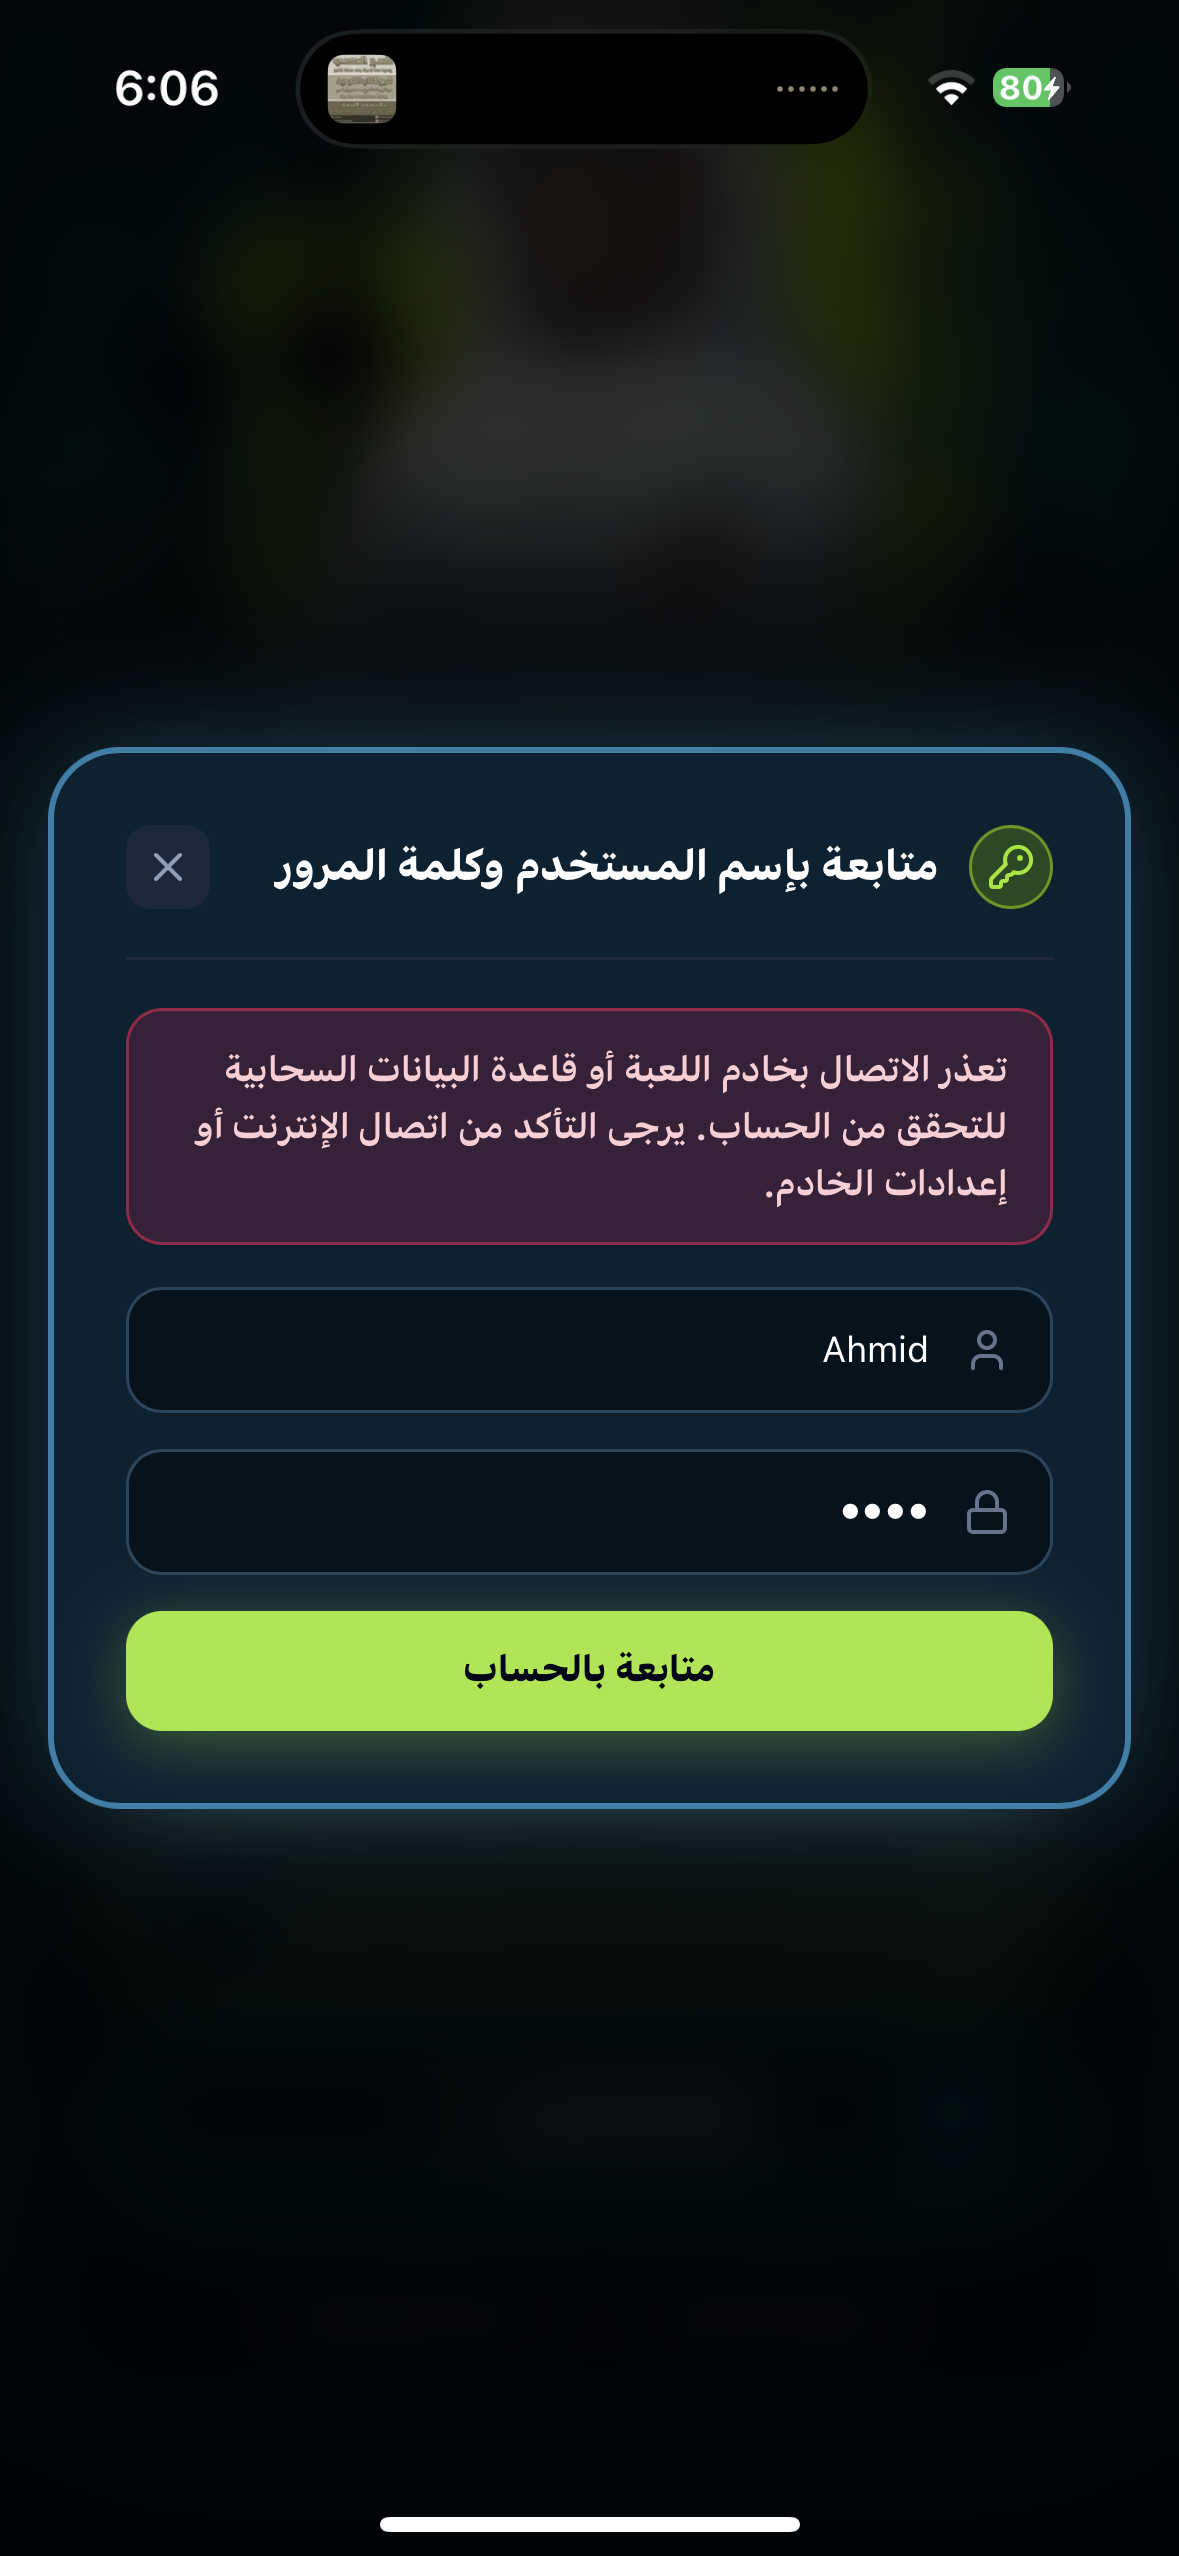 6:06
80
متابعة بإسم المستخدم وكلمة المرور
تعذر الاتصال بخادم اللعبة أو قاعدة البيانات السحابية
للتحقق من الحساب. يرجى التأكد من اتصال الإنترنت أو
إعدادات الخادم.
Ahmid
••••
متابعة بالحساب